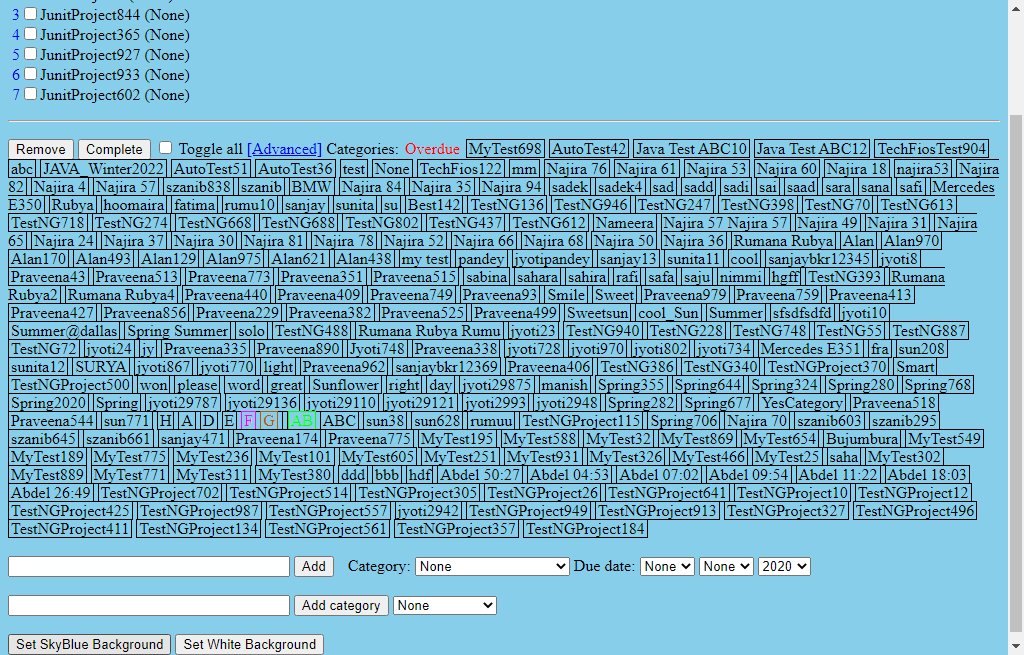 3 JunitProject844 (None)
4 JunitProject365 (None)
5 JunitProject927 (None)
6 JunitProject933 (None)
7 JunitProject602 (None)
Remove Complete Toggle all [Advanced] Categories: Overdue MyTest698 AutoTest42 Java Test ABC10 Java Test ABC12 TechFiosTest904
abc JAVA_Winter2022 AutoTest51 AutoTest36 test None TechFios122 mm Najira 76 Najira 61 Najira 53 Najira 60 Najira 18 najira53 Najira
82 Najira 4 Najira 57 szanib838 szanib BMW Najira 84 Najira 35 Najira 94 sadek sadek4 sad sadd sadi sai saad sara sana safi Mercedes
E350 Rubya hoomaira fatima rumu10 sanjay sunita su Best142 TestNG136 TestNG946 TestNG247 TestNG398 TestNG70 TestNG613
TestNG718 TestNG274 TestNG668 TestNG688 TestNG802 TestNG437 TestNG612 Nameera Najira 57 Najira 57 Najira 49 Najira 31 Najira
65 Najira 24 Najira 37 Najira 30 Najira 81 Najira 78 Najira 52 Najira 66 Najira 68 Najira 50 Najira 36 Rumana Rubya Alan Alan970
Alan170 Alan493 Alan129 Alan975 Alan621 Alan438 my test pandey jyotipandey sanjay13 sunita11 cool sanjaybkr12345 jyoti8
Praveena43 Praveena513 Praveena773 Praveena351 Praveena515 sabina sahara sahira rafi safa saju nimmi hgff TestNG393 Rumana
Rubya2 Rumana Rubya4 Praveena440 Praveena409 Praveena749 Praveena93 Smile Sweet Praveena979 Praveena759 Praveena413
Praveena427 Praveena856 Praveena229 Praveena382 Praveena525 Praveena499 Sweetsun cool_Sun Summer sfsdfsdfd jyoti10
Summer@dallas Spring Summer solo TestNG488 Rumana Rubya Rumu jyoti23 TestNG940 TestNG228 TestNG748 TestNG55 TestNG887
TestNG72 jyoti24 jy Praveena335 Praveena890 Jyoti748 Praveena338 jyoti728 jyoti970 jyoti802 jyoti734 Mercedes E351 fra sun208
sunita12 SURYA jyoti867 jyoti770 light Praveena962 sanjaybkr12369 Praveena406 TestNG386 TestNG340 TestNGProject370 Smart
TestNGProject500 won please word great Sunflower right day jyoti29875 manish Spring355 Spring644 Spring324 Spring280 Spring768
Spring2020 Spring jyoti29787 jyoti29136 jyoti29110 jyoti29121 jyoti2993 jyoti2948 Spring282 Spring677 YesCategory Praveena518
Praveena544 sun771 H A D E F G AB ABC sun38 sun628 rumuu TestNGProject115 Spring706 Najira 70 szanib603 szanib295
szanib645 szanib661 sanjay471 Praveena174 Praveena775 MyTest195 MyTest588 MyTest32 MyTest869 MyTest654 Bujumbura MyTest549
MyTest189 MyTest775 MyTest236 MyTest101 MyTest605 MyTest251 MyTest931 MyTest326 MyTest466 MyTest25 saha MyTest302
MyTest889 MyTest771 MyTest311 MyTest380 ddd bbb hdf Abdel 50:27 Abdel 04:53 Abdel 07:02 Abdel 09:54 Abdel 11:22 Abdel 18:03
Abdel 26:49 TestNGProject702 TestNGProject514 TestNGProject305 TestNGProject26 TestNGProject641 TestNGProject10 TestNGProject12
TestNGProject425 TestNGProject987 TestNGProject557 jyoti2942 TestNGProject949 TestNGProject913 TestNGProject327 TestNGProject496
TestNGProject411 TestNGProject134 TestNGProject561 TestNGProject357 TestNGProject184
Add Category: None Due date: None None 2020
Add category None
Set SkyBlue Background Set White Background